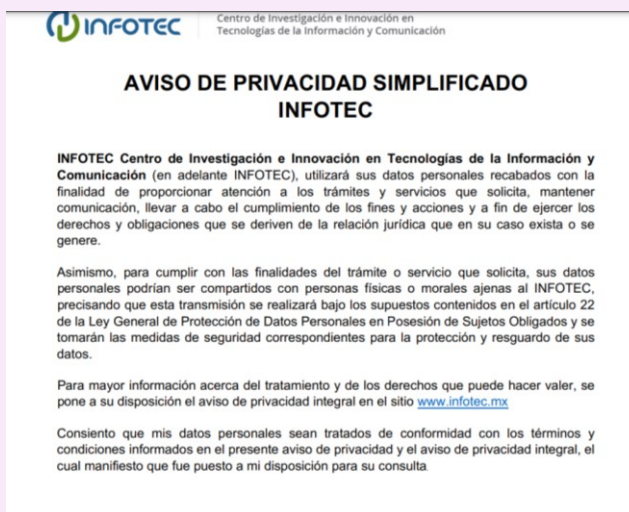 INFOTEC
Centro de Investigación e Innovación en
Tecnologías de la Información y Comunicación
AVISO DE PRIVACIDAD SIMPLIFICADO
INFOTEC
INFOTEC Centro de Investigación e Innovación en Tecnologías de la Información y
Comunicación (en adelante INFOTEC), utilizará sus datos personales recabados con la
finalidad de proporcionar atención a los trámites y servicios que solicita, mantener
comunicación, llevar a cabo el cumplimiento de los fines y acciones y a fin de ejercer los
derechos y obligaciones que se deriven de la relación jurídica que en su caso exista o se
genere.
Asimismo, para cumplir con las finalidades del trámite o servicio que solicita, sus datos
personales podrían ser compartidos con personas físicas o morales ajenas al INFOTEC,
precisando que esta transmisión se realizará bajo los supuestos contenidos en el artículo 22
de la Ley General de Protección de Datos Personales en Posesión de Sujetos Obligados y se
tomarán las medidas de seguridad correspondientes para la protección y resguardo de sus
datos.
Para mayor información acerca del tratamiento y de los derechos que puede hacer valer, se
pone a su disposición el aviso de privacidad integral en el sitio www.infotec.mx
Consiento que mis datos personales sean tratados de conformidad con los términos y
condiciones informados en el presente aviso de privacidad y el aviso de privacidad integral, el
cual manifiesto que fue puesto a mi disposición para su consulta.